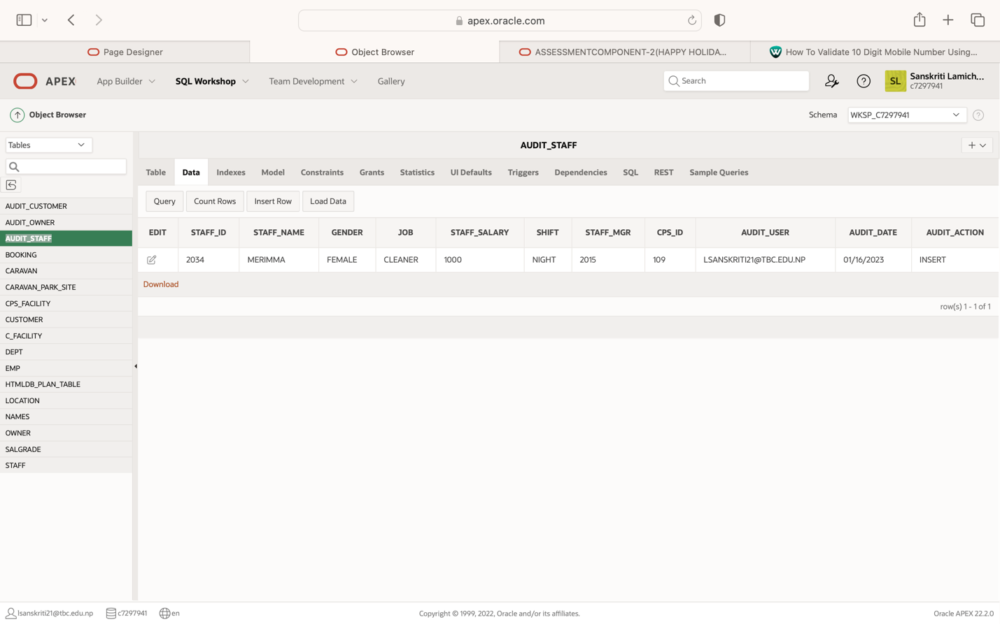 apex.oracle.com
Page Designer
Object Browser
ASSESSMENTCOMPONENT-2(HAPPY HOLIDA...
How To Validate 10 Digit Mobile Number Using...
APEX
App Builder
SQL Workshop
Team Development
Gallery
Search
SL
Sanskriti Lamich...
c7297941
Object Browser
Schema
WKSP_C7297941
Tables
AUDIT_CUSTOMER
AUDIT_OWNER
AUDIT_STAFF
BOOKING
CARAVAN
CARAVAN_PARK_SITE
CPS_FACILITY
CUSTOMER
C_FACILITY
DEPT
EMP
HTMLDB_PLAN_TABLE
LOCATION
NAMES
OWNER
SALGRADE
STAFF
AUDIT_STAFF
Table Data Indexes Model Constraints Grants Statistics UI Defaults Triggers Dependencies SQL REST Sample Queries
Query Count Rows Insert Row Load Data
EDIT STAFF_ID STAFF_NAME GENDER JOB STAFF_SALARY SHIFT STAFF_MGR CPS_ID AUDIT_USER AUDIT_DATE AUDIT_ACTION
2034 MERIMMA FEMALE CLEANER 1000 NIGHT 2015 109 LSANSKRITI21@TBC.EDU.NP 01/16/2023 INSERT
Download
row(s) 1 - 1 of 1
lsanskriti21@tbc.edu.np c7297941 en
Copyright © 1999, 2022, Oracle and/or its affiliates.
Oracle APEX 22.2.0